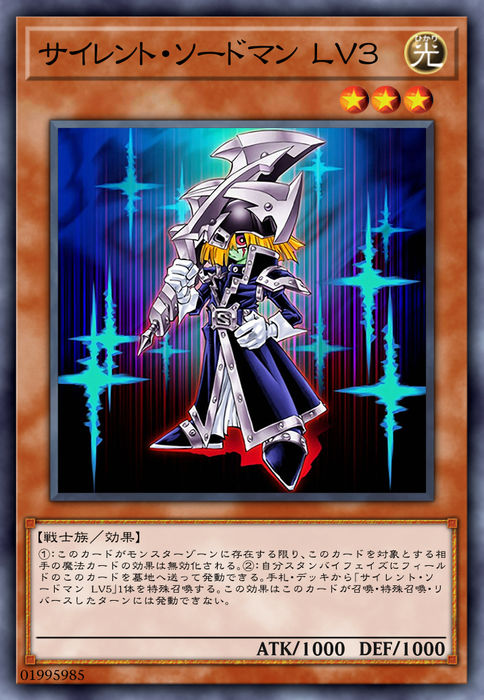 サイレント・ソードマン LV3
光
ひかり
S
【戦士族／効果】
①:このカードがモンスターゾーンに存在する限り、このカードを対象とする相
手の魔法カードの効果は無効化される。②:自分スタンバイフェイズにフィール
ドのこのカードを墓地へ送って発動できる。手札・デッキから「サイレント・ソ
ードマン LV5」1体を特殊召喚する。この効果はこのカードが召喚・特殊召喚・リ
バースしたターンには発動できない。
ATK/1000 DEF/1000
01995985